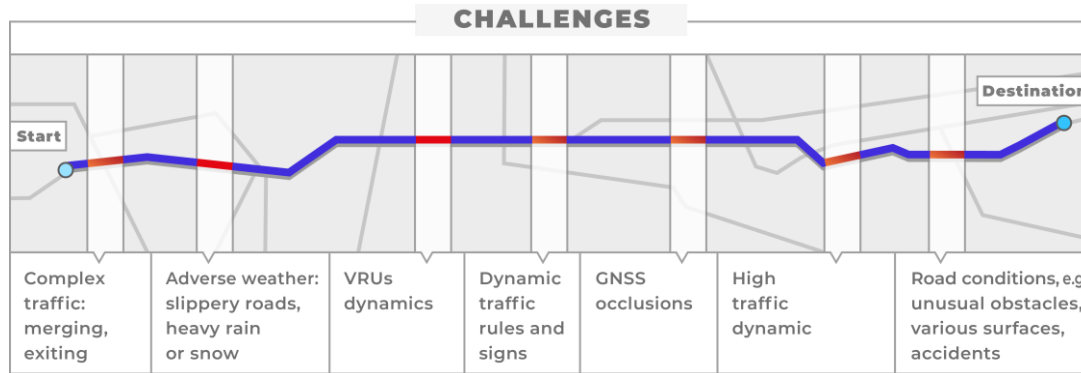 CHALLENGES
Start
Destination
Complex
traffic:
merging,
exiting
Adverse weather:
slippery roads,
heavy rain
or snow
VRUs
dynamics
Dynamic
traffic
rules and
signs
GNSS
occlusions
High
traffic
dynamic
Road conditions, e.g
unusual obstacles,
various surfaces,
accidents